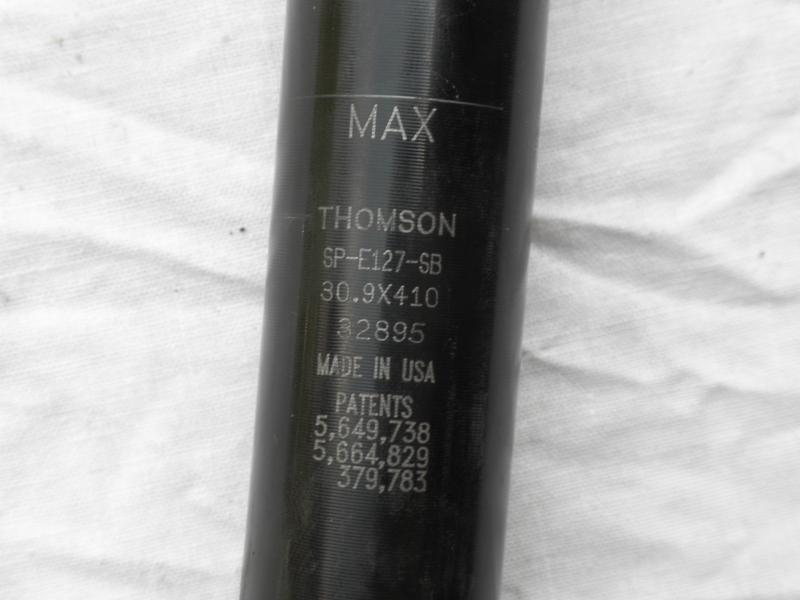 MAX
THOMSON
SP-E127-SB
30.9X410
32895
MADE IN USA
PATENTS
5,649,738
5,664,829
379,783